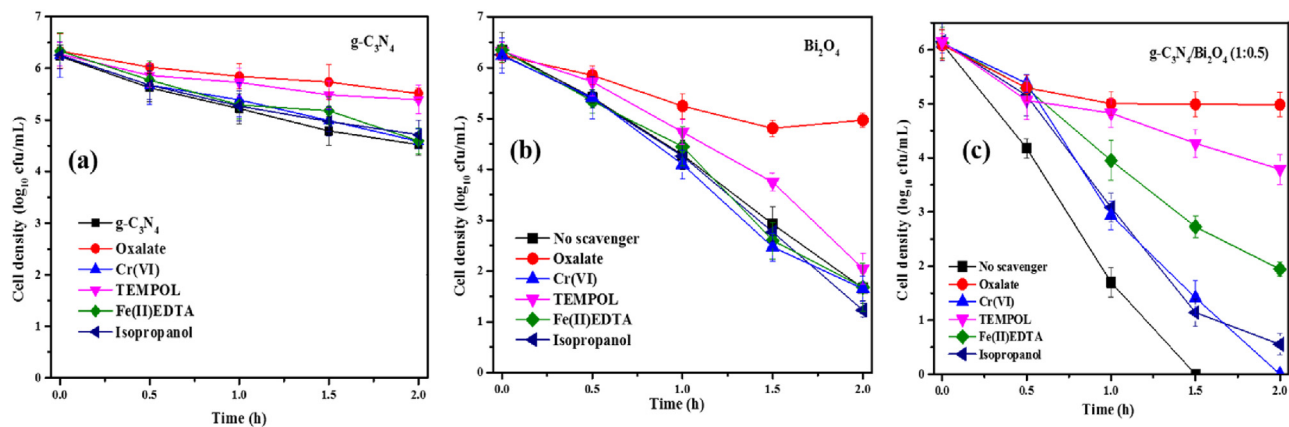 g-C₃N₄
7
6
5
4
3
2
1
0
(a)
g-C₃N₄
Oxalate
Cr(VI)
TEMPOL
Fe(II)EDTA
Isopropanol
0.0 0.5 1.0 1.5 2.0
Time (h)
Cell density (log₁₀ cfu/mL)
Bi₂O₄
7
6
5
4
3
2
1
0
(b)
No scavenger
Oxalate
Cr(VI)
TEMPOL
Fe(II)EDTA
Isopropanol
0.0 0.5 1.0 1.5 2.0
Time (h)
Cell density (log₁₀ cfu/mL)
g-C₃N₄/Bi₂O₄ (1:0.5)
6
5
4
3
2
1
0
(c)
No scavenger
Oxalate
Cr(VI)
TEMPOL
Fe(II)EDTA
Isopropanol
0.0 0.5 1.0 1.5 2.0
Time (h)
Cell density (log₁₀ cfu/mL)